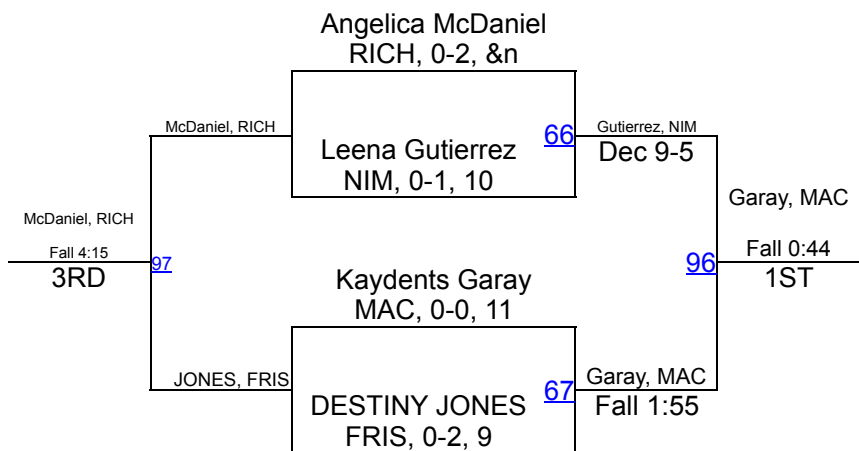 Angelica McDaniel
RICH, 0-2, &n
McDaniel, RICH
66
Gutierrez, NIM
Leena Gutierrez
Dec 9-5
NIM, 0-1, 10
Garay, MAC
McDaniel, RICH
Fall 4:15
97
96
Fall 0:44
3RD
1ST
Kaydents Garay
MAC, 0-0, 11
JONES, FRIS
67
Garay, MAC
DESTINY JONES
Fall 1:55
FRIS, 0-2, 9